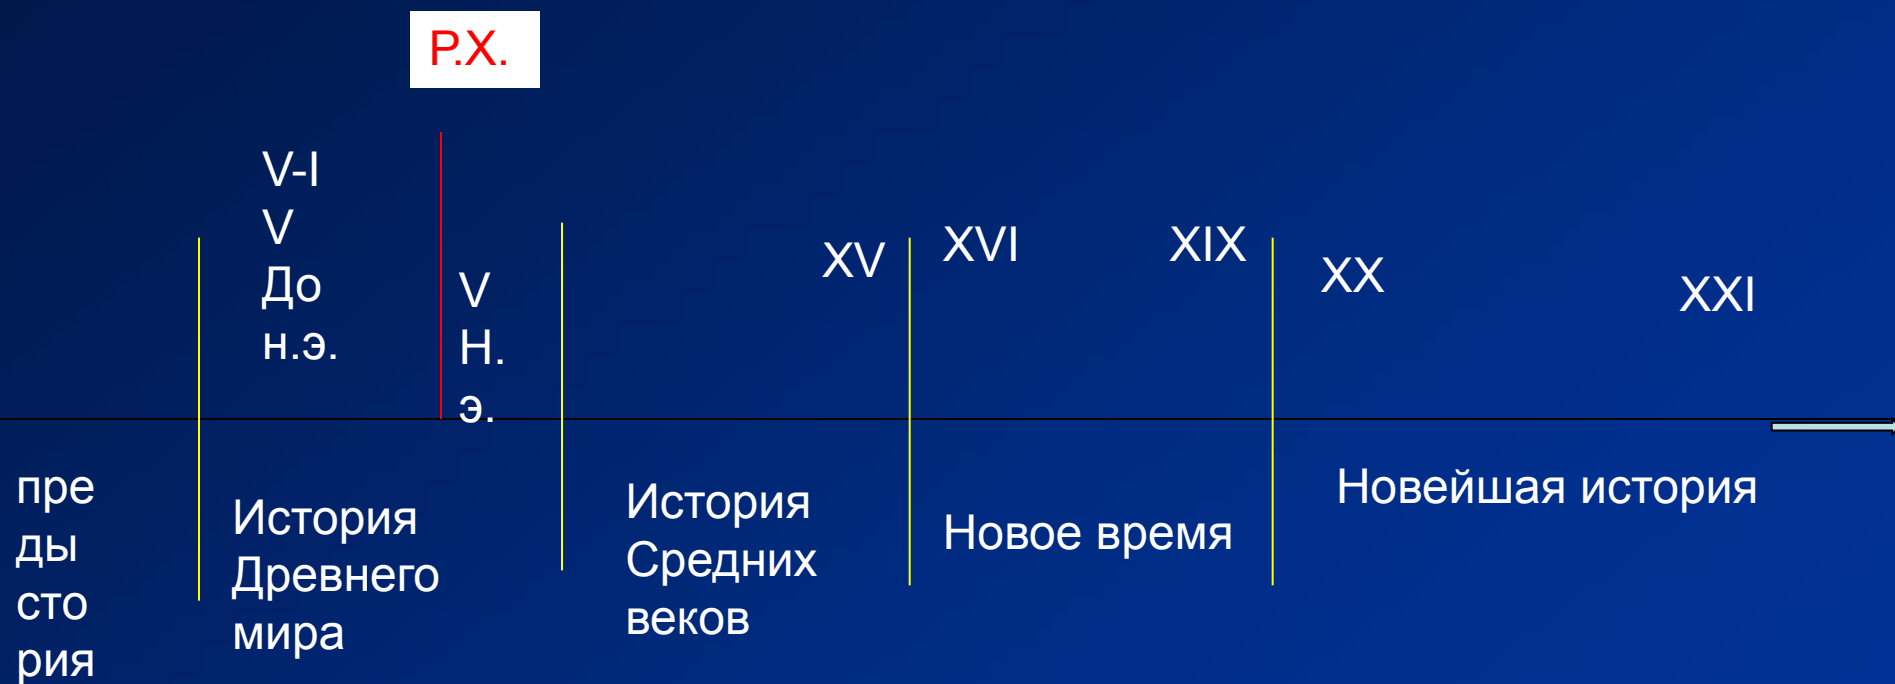 Р.Х.
V-I
V
До
н.э.
V
Н.
э.
XV
XVI
XIX
XX
XXI
пре
ды
сто
рия
История
Древнего
мира
История
Средних
веков
Новое время
Новейшая история